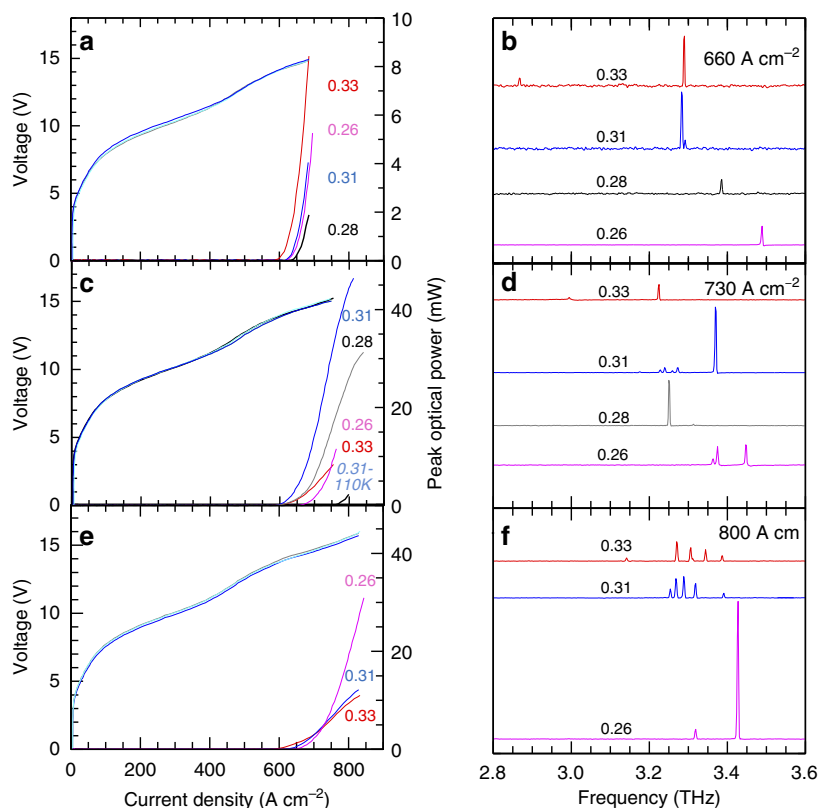 a
15
10
5
0
Voltage (V)
10
8
6
4
2
0
0.33
0.26
0.31
0.28
b
660 A cm−2
0.33
0.31
0.28
0.26
c
15
10
5
0
Voltage (V)
40
20
0
Peak optical power (mW)
0.31
0.28
0.26
0.33
0.31-
110K
d
730 A cm−2
0.33
0.31
0.28
0.26
e
15
10
5
0
Voltage (V)
40
20
0
0.26
0.31
0.33
0 200 400 600 800
Current density (A cm−2)
f
800 A cm
0.33
0.31
0.26
2.8 3.0 3.2 3.4 3.6
Frequency (THz)